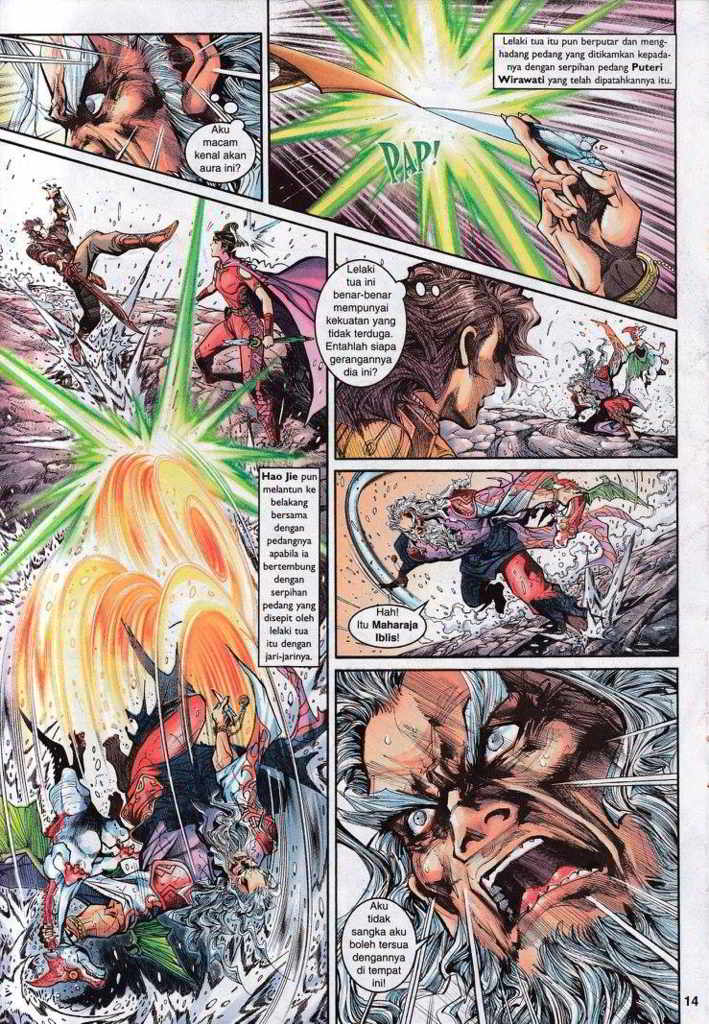 Aku
macam
kenal akan
aura ini?
Lelaki tua itu pun berputar dan meng-
hadang pedang yang ditikamkan kepada-
nya dengan serpihan pedang Puteri
Wirawati yang telah dipatahkannya itu.
PAP!
Lelaki
tua ini
benar-benar
mempunyai
kekuatan yang
tidak terduga.
Entahlah siapa
gerangannya
dia ini?
Hao Jie pun
melantun ke
belakang
bersama
dengan
pedangnya
apabila ia
bertembung
dengan
serpihan
pedang yang
disepit oleh
lelaki tua
itu dengan
jari-jarinya.
Hah!
Itu Maharaja
Iblis!
Aku
tidak
sangka aku
boleh tersua
dengannya
di tempat
ini!
14